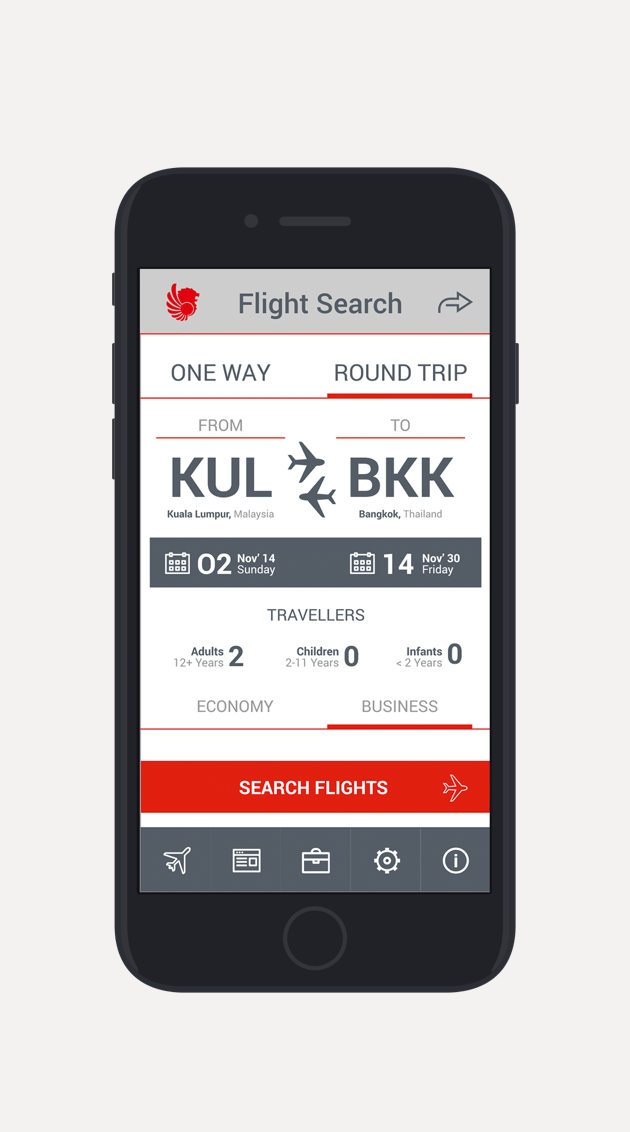 Flight Search
ONE WAY ROUND TRIP
FROM TO
KUL BKK
Kuala Lumpur, Malaysia Bangkok, Thailand
02 Nov' 14 Sunday 14 Nov' 30 Friday
TRAVELLERS
Adults 12+ Years 2 Children 2-11 Years 0 Infants < 2 Years 0
ECONOMY BUSINESS
SEARCH FLIGHTS